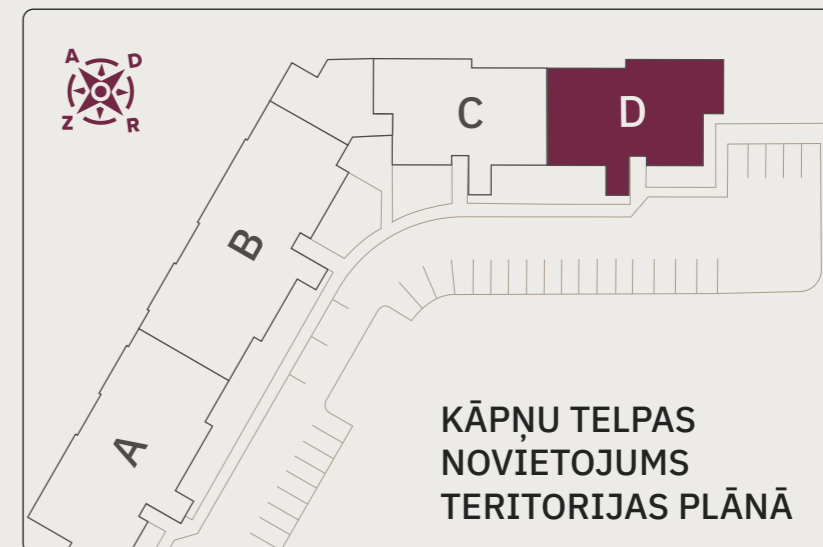 A D
Z R
C
D
B
A
KĀPŅU TELPAS
NOVIETOJUMS
TERITORIJAS PLĀNĀ